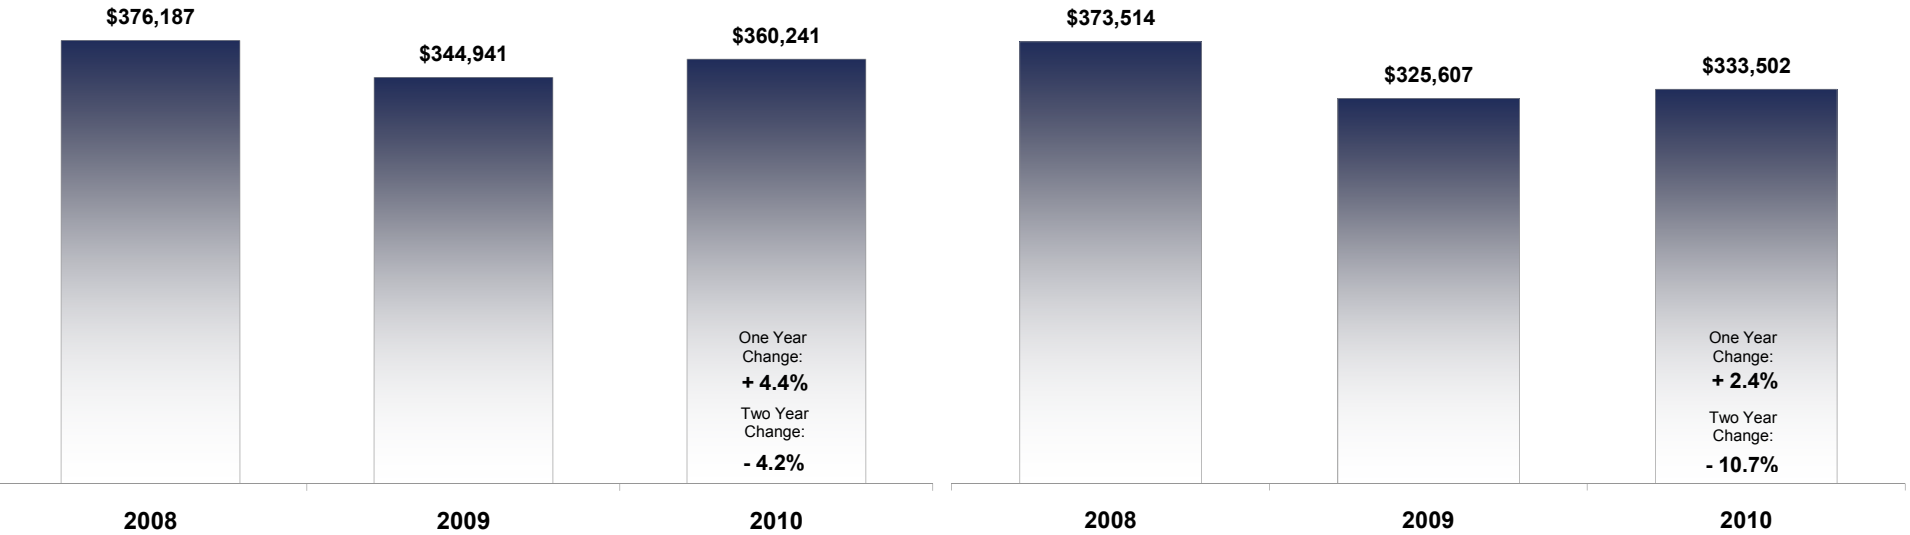 $376,187
$344,941
$360,241
One Year
Change:
+ 4.4%
Two Year
Change:
- 4.2%
2008
2009
2010
$373,514
$325,607
$333,502
One Year
Change:
+ 2.4%
Two Year
Change:
- 10.7%
2008
2009
2010